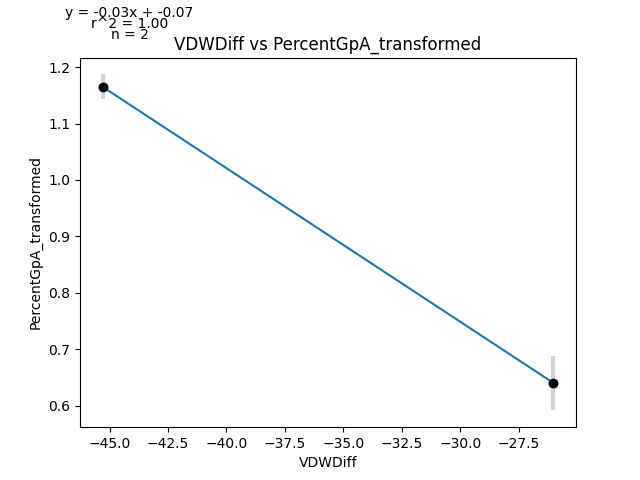 y = -0.03x + -0.07
r^2 = 1.00
n = 2
VDWDiff vs PercentGpA_transformed
PercentGpA_transformed
1.2
1.1
1.0
0.9
0.8
0.7
0.6
−45.0 −42.5 −40.0 −37.5 −35.0 −32.5 −30.0 −27.5
VDWDiff